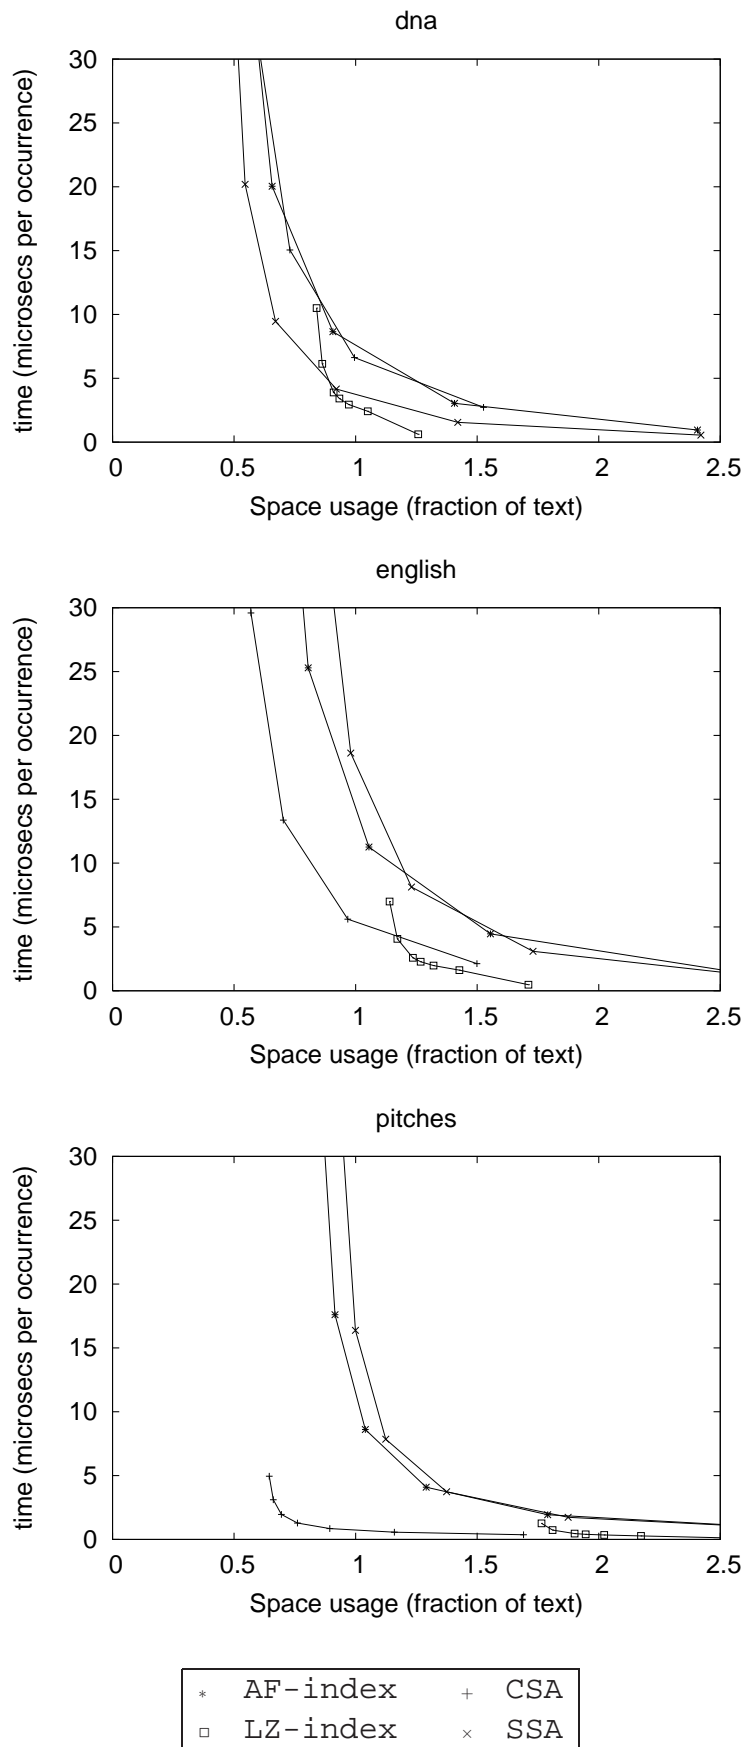 dna
30
25
20
15
10
5
0
time (microsecs per occurrence)
0 0.5 1 1.5 2 2.5
Space usage (fraction of text)
english
30
25
20
15
10
5
0
time (microsecs per occurrence)
0 0.5 1 1.5 2 2.5
Space usage (fraction of text)
pitches
30
25
20
15
10
5
0
time (microsecs per occurrence)
0 0.5 1 1.5 2 2.5
Space usage (fraction of text)
AF-index CSA
LZ-index SSA